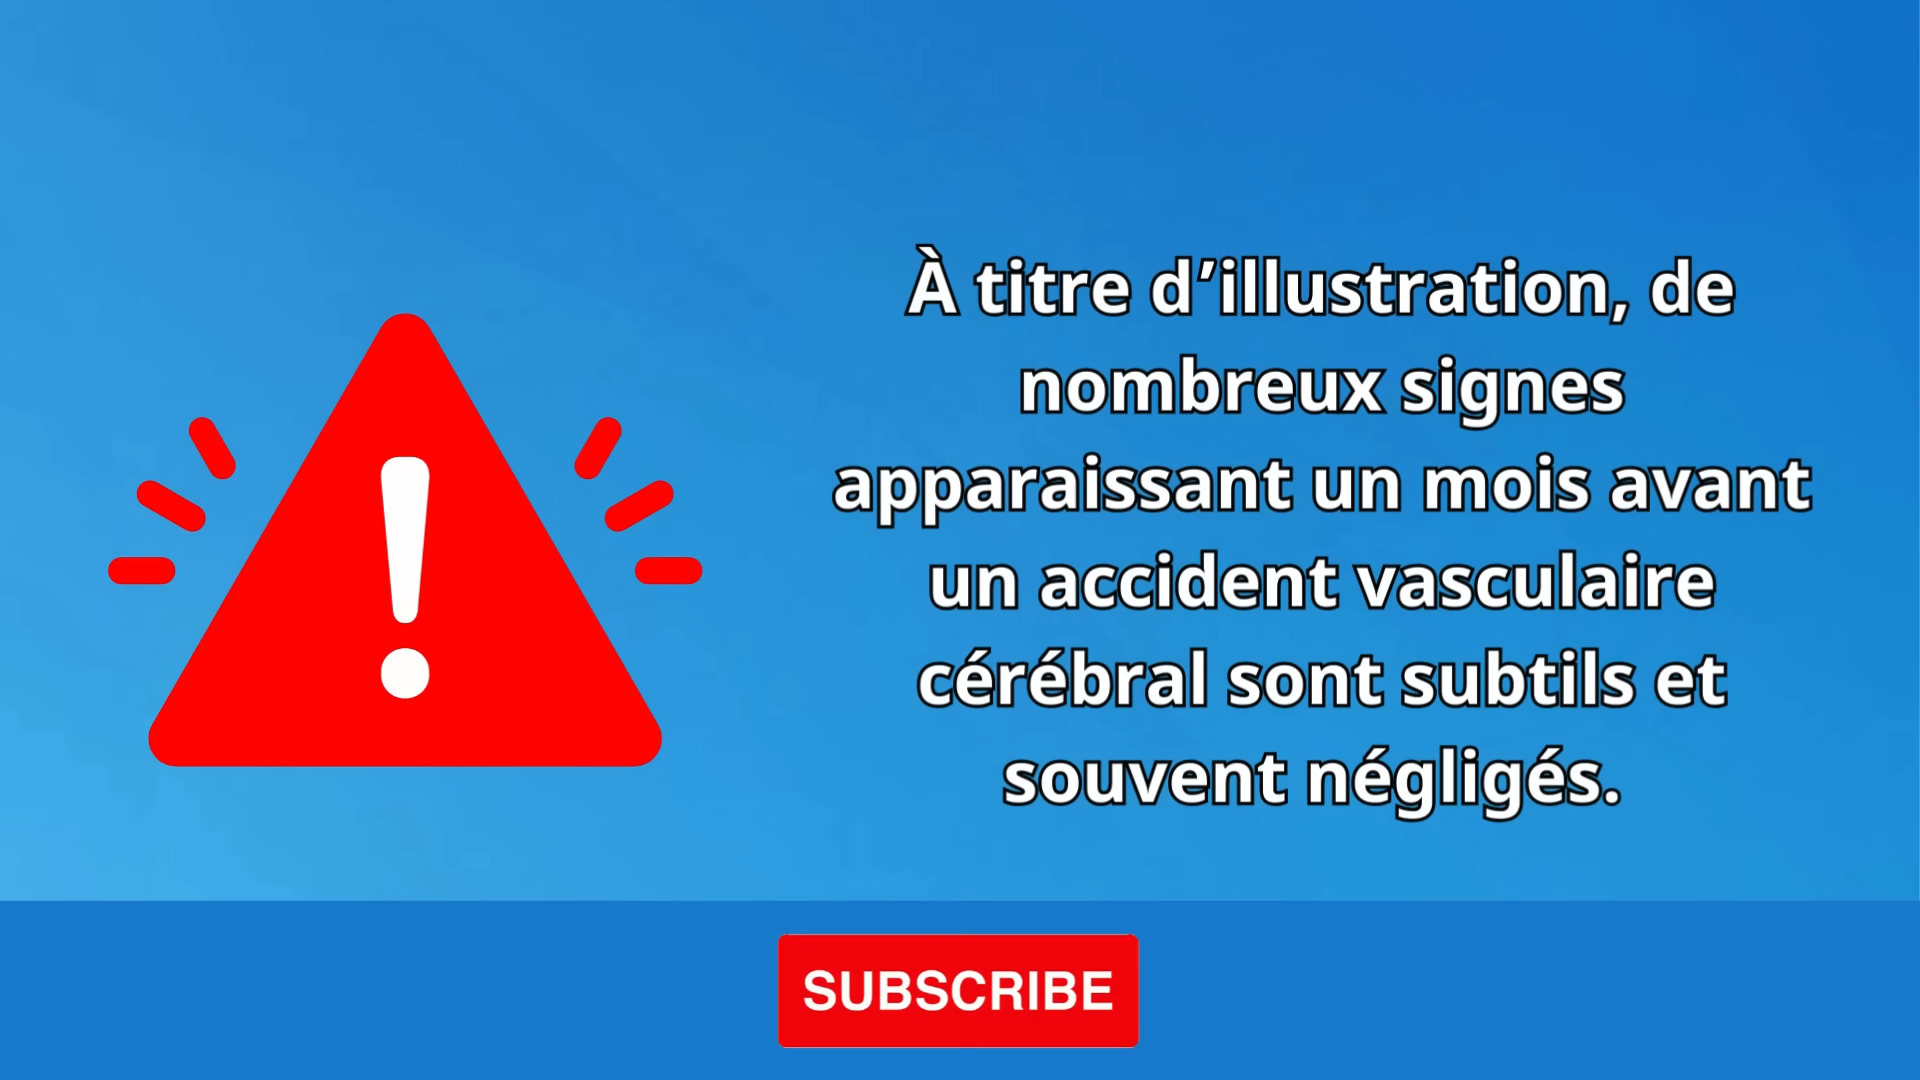 À titre d’illustration, de
nombreux signes
apparaissant un mois avant
un accident vasculaire
cérébral sont subtils et
souvent négligés.
SUBSCRIBE